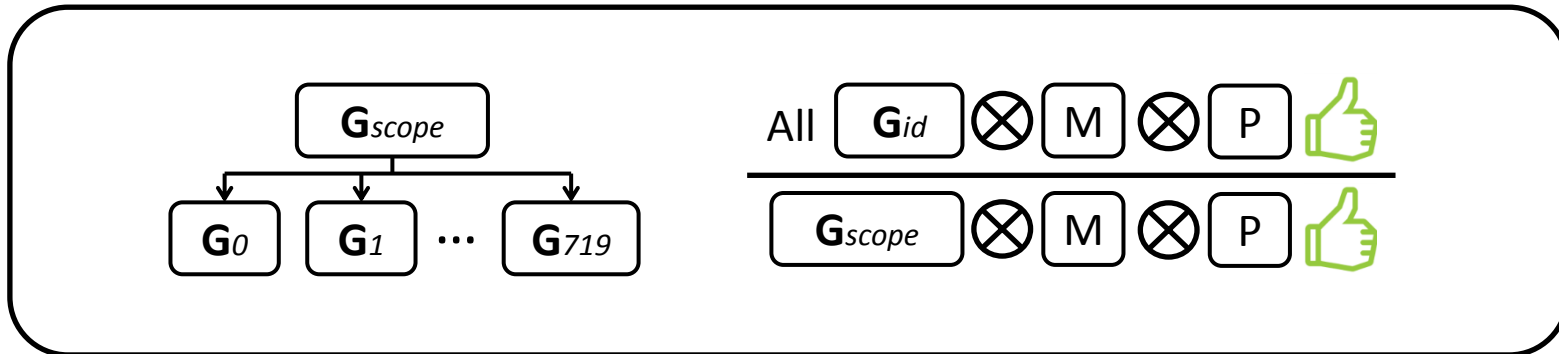 Gscope
G0 G1 ... G719
All Gid ⊗ M ⊗ P
Gscope ⊗ M ⊗ P